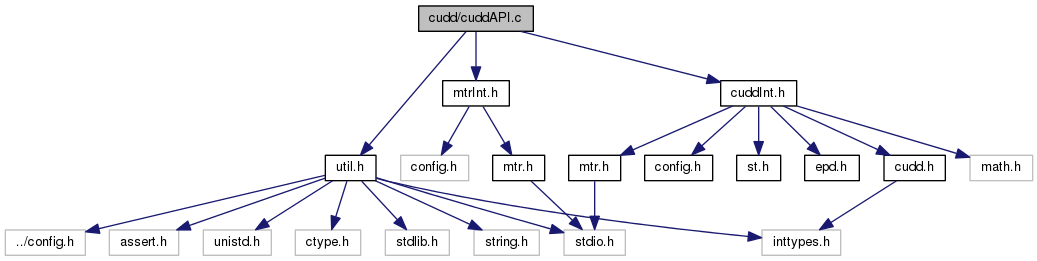 cudd/cuddAPI.c
mtrInt.h
cuddInt.h
util.h
config.h
mtr.h
mtr.h
config.h
st.h
epd.h
cudd.h
math.h
../config.h
assert.h
unistd.h
ctype.h
stdlib.h
string.h
stdio.h
inttypes.h